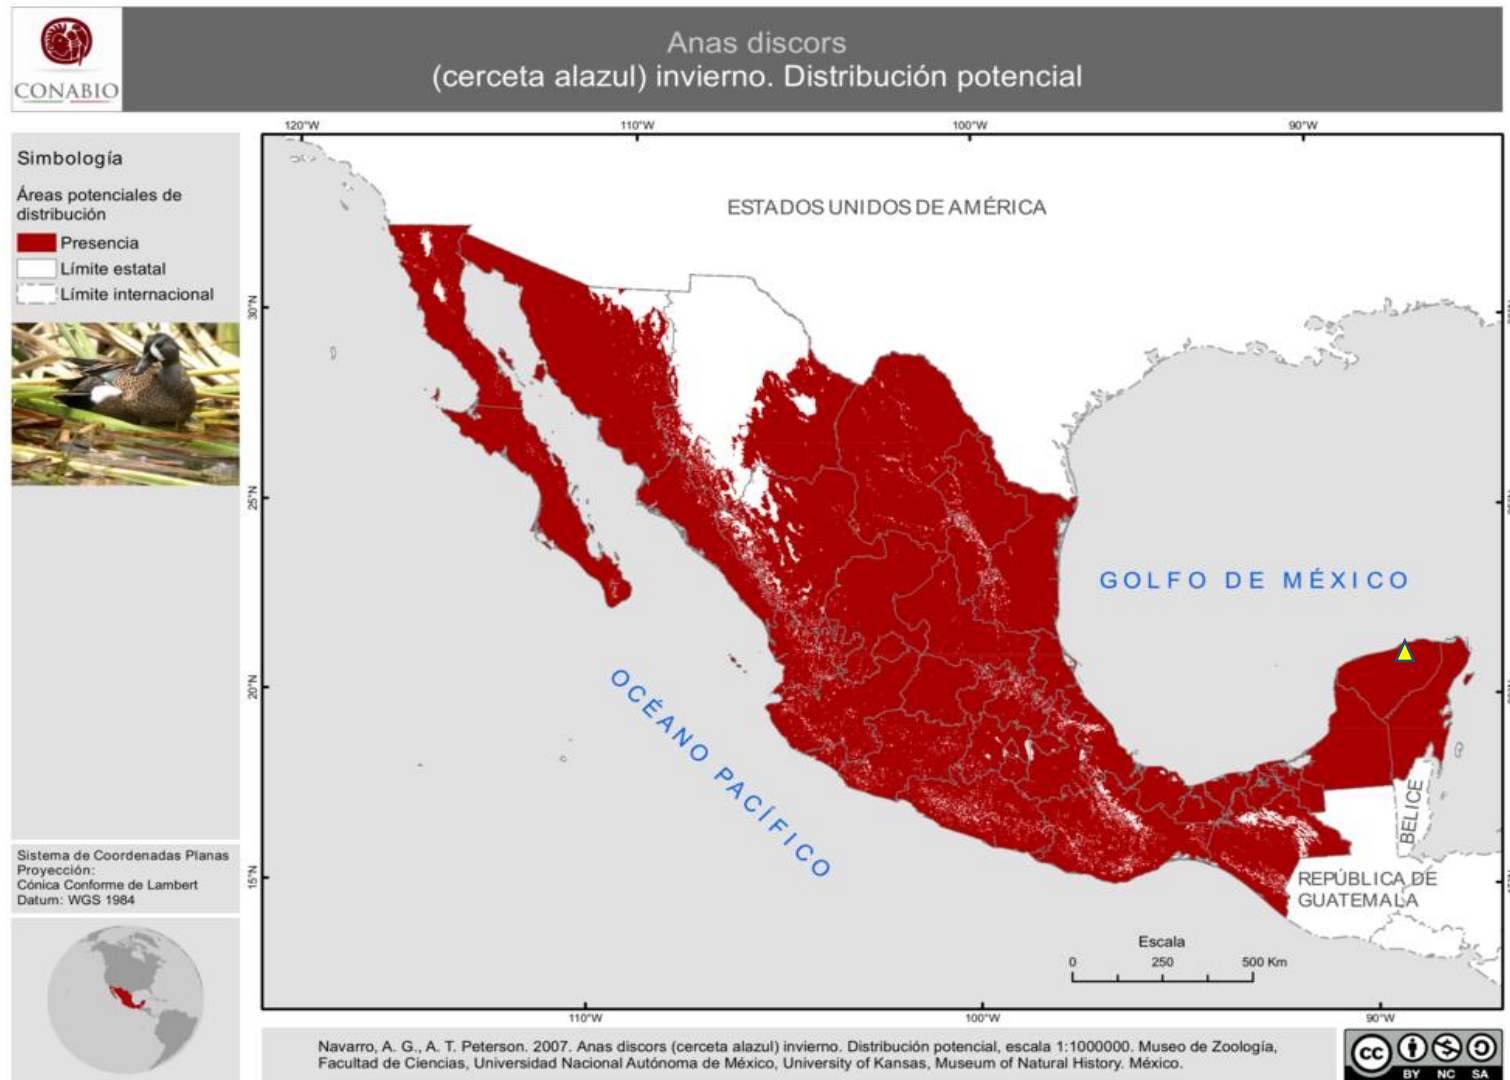 CONABIO
Anas discors
(cerceta alazul) invierno. Distribución potencial
Simbología
Áreas potenciales de
distribución
Presencia
Límite estatal
Límite internacional
120°W
110°W
100°W
90°W
30°N
25°N
20°N
15°N
ESTADOS UNIDOS DE AMÉRICA
GOLFO DE MÉXICO
OCÉANO PACÍFICO
BELICE
REPÚBLICA DE
GUATEMALA
Escala
0 250 500 Km
110°W
100°W
90°W
Sistema de Coordenadas Planas
Proyección:
Cónica Conforme de Lambert
Datum: WGS 1984
Navarro, A. G., A. T. Peterson. 2007. Anas discors (cerceta alazul) invierno. Distribución potencial, escala 1:1000000. Museo de Zoología,
Facultad de Ciencias, Universidad Nacional Autónoma de México, University of Kansas, Museum of Natural History. México.
cc
BY NC SA